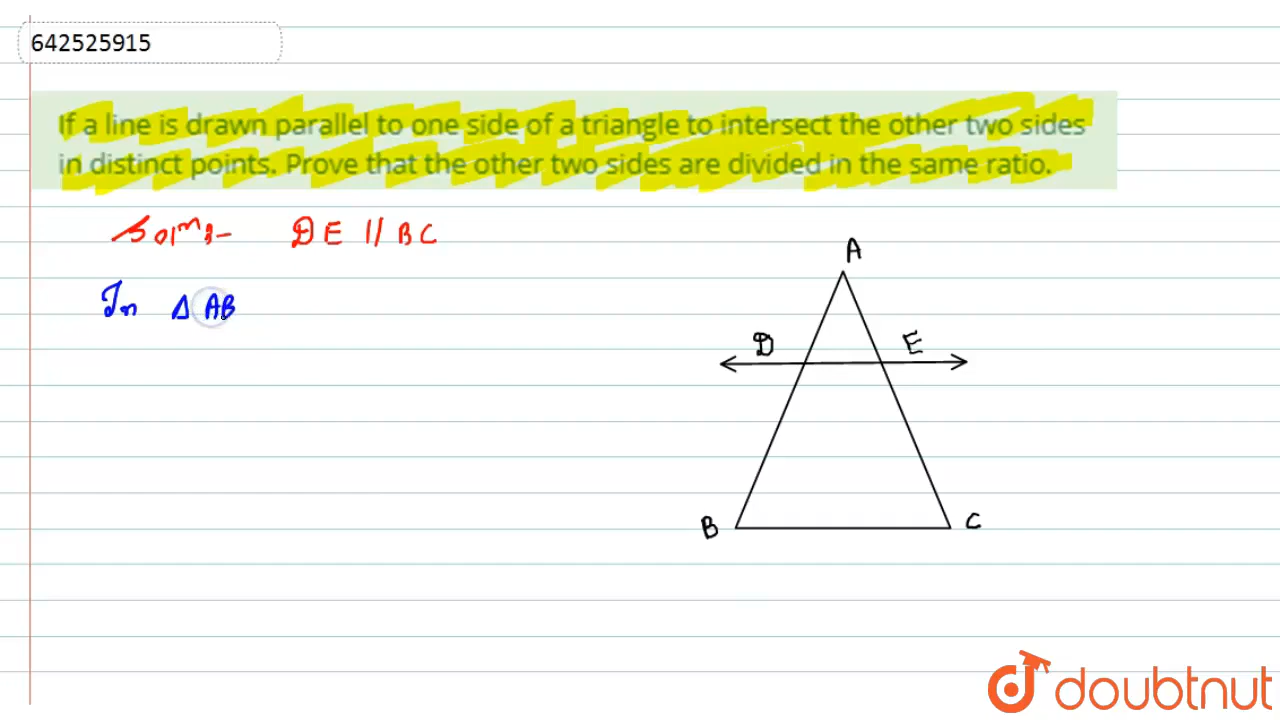 642525915
If a line is drawn parallel to one side of a triangle to intersect the other two sides
in distinct points. Prove that the other two sides are divided in the same ratio.
Solⁿ:- DE || BC
In Δ AB
A
D E
B C
doubtnut